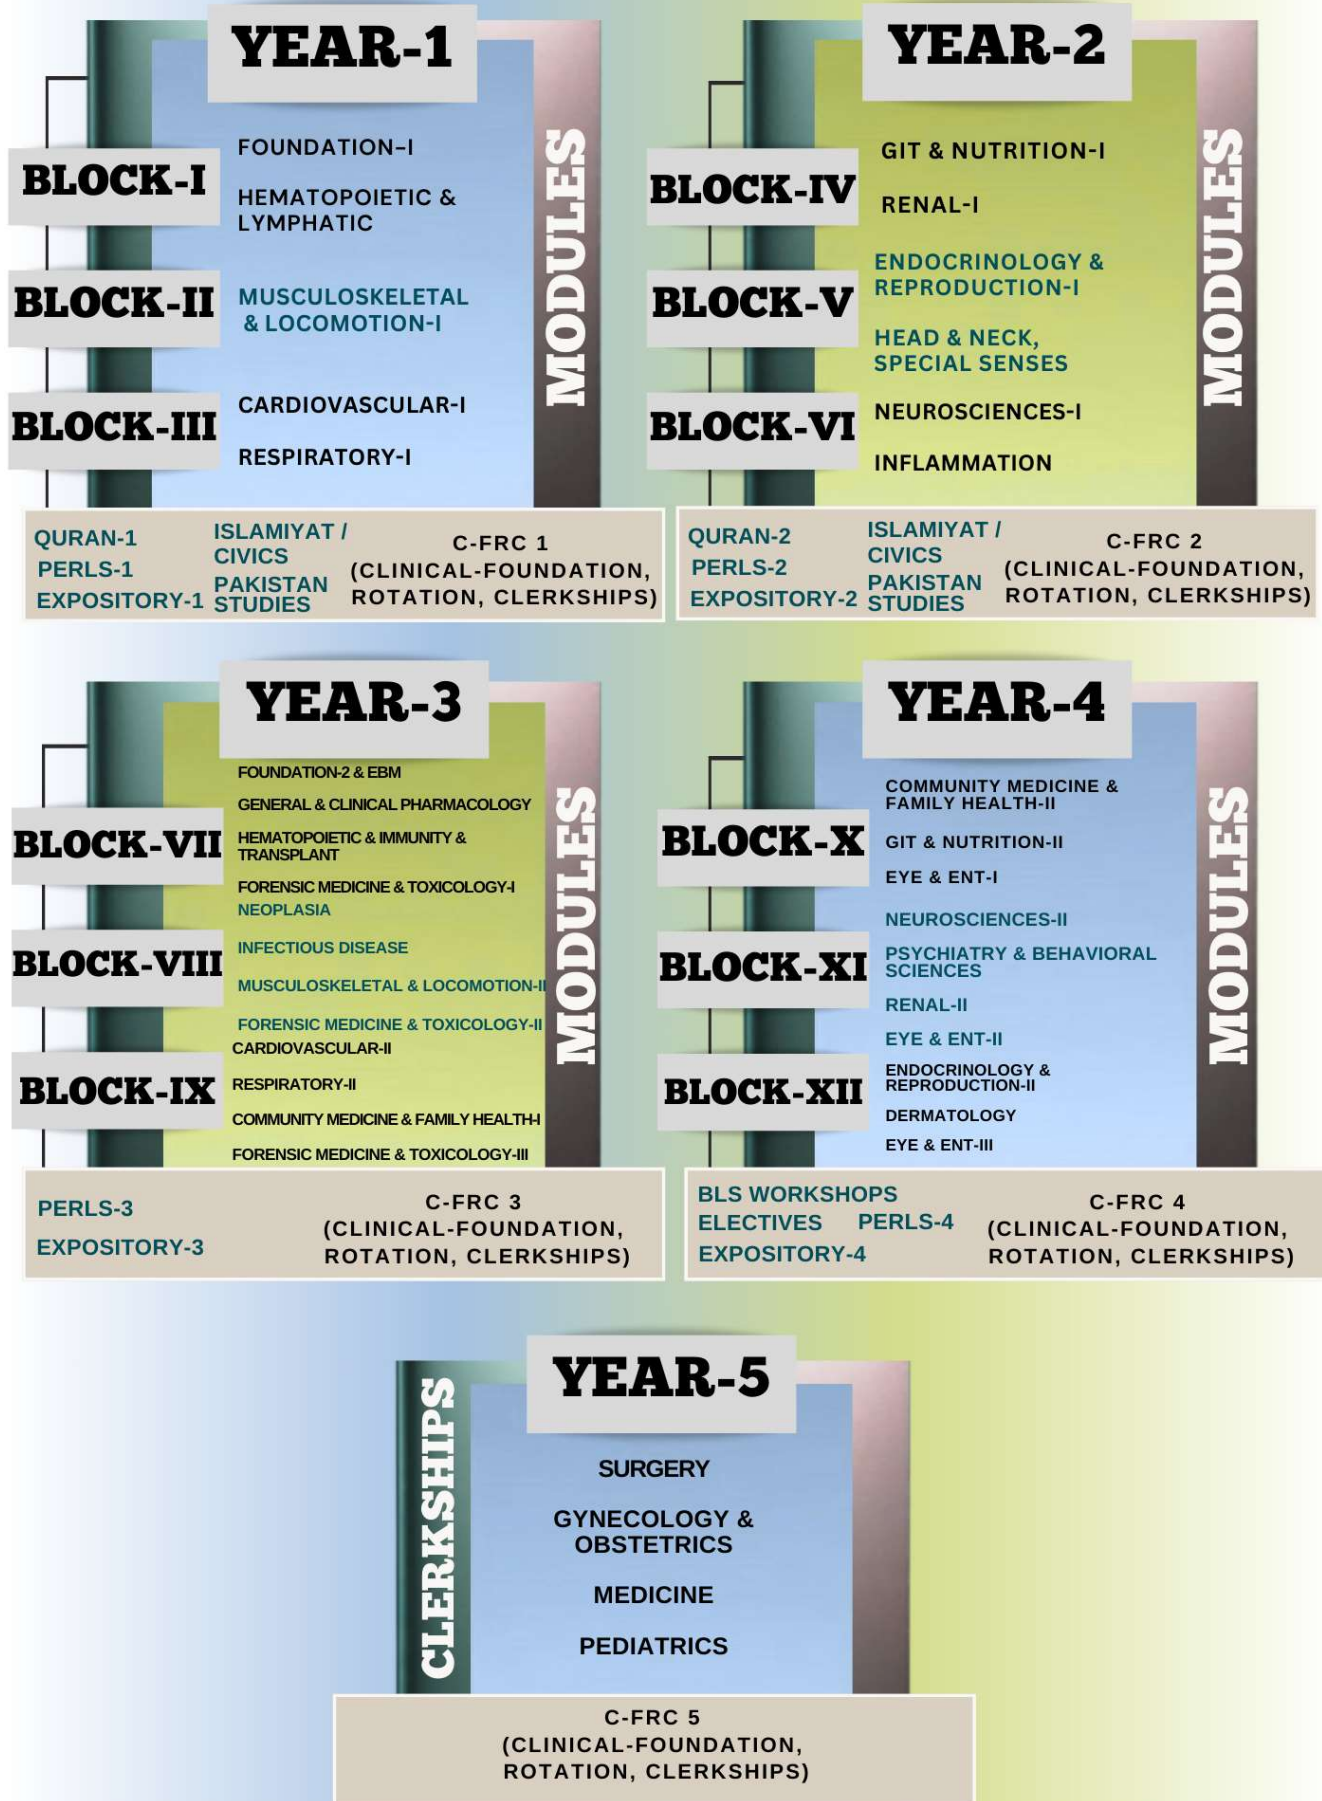 YEAR-1
BLOCK-I
FOUNDATION-I
HEMATOPOIETIC &
LYMPHATIC
BLOCK-II
MUSCULOSKELETAL
& LOCOMOTION-I
BLOCK-III
CARDIOVASCULAR-I
RESPIRATORY-I
MODULES
QURAN-1
PERLS-1
EXPOSITORY-1
ISLAMIYAT /
CIVICS
PAKISTAN
STUDIES
C-FRC 1
(CLINICAL-FOUNDATION,
ROTATION, CLERKSHIPS)
YEAR-2
BLOCK-IV
GIT & NUTRITION-I
RENAL-I
BLOCK-V
ENDOCRINOLOGY &
REPRODUCTION-I
HEAD & NECK,
SPECIAL SENSES
BLOCK-VI
NEUROSCIENCES-I
INFLAMMATION
MODULES
QURAN-2
PERLS-2
EXPOSITORY-2
ISLAMIYAT /
CIVICS
PAKISTAN
STUDIES
C-FRC 2
(CLINICAL-FOUNDATION,
ROTATION, CLERKSHIPS)
YEAR-3
BLOCK-VII
FOUNDATION-2 & EBM
GENERAL & CLINICAL PHARMACOLOGY
HEMATOPOIETIC & IMMUNITY &
TRANSPLANT
FORENSIC MEDICINE & TOXICOLOGY-I
BLOCK-VIII
NEOPLASIA
INFECTIOUS DISEASE
MUSCULOSKELETAL & LOCOMOTION-II
FORENSIC MEDICINE & TOXICOLOGY-II
BLOCK-IX
CARDIOVASCULAR-II
RESPIRATORY-II
COMMUNITY MEDICINE & FAMILY HEALTH-I
FORENSIC MEDICINE & TOXICOLOGY-III
MODULES
PERLS-3
EXPOSITORY-3
C-FRC 3
(CLINICAL-FOUNDATION,
ROTATION, CLERKSHIPS)
YEAR-4
BLOCK-X
COMMUNITY MEDICINE &
FAMILY HEALTH-II
GIT & NUTRITION-II
EYE & ENT-I
BLOCK-XI
NEUROSCIENCES-II
PSYCHIATRY & BEHAVIORAL
SCIENCES
RENAL-II
EYE & ENT-II
BLOCK-XII
ENDOCRINOLOGY &
REPRODUCTION-II
DERMATOLOGY
EYE & ENT-III
MODULES
BLS WORKSHOPS
ELECTIVES PERLS-4
EXPOSITORY-4
C-FRC 4
(CLINICAL-FOUNDATION,
ROTATION, CLERKSHIPS)
YEAR-5
CLERKSHIPS
SURGERY
GYNECOLOGY &
OBSTETRICS
MEDICINE
PEDIATRICS
C-FRC 5
(CLINICAL-FOUNDATION,
ROTATION, CLERKSHIPS)